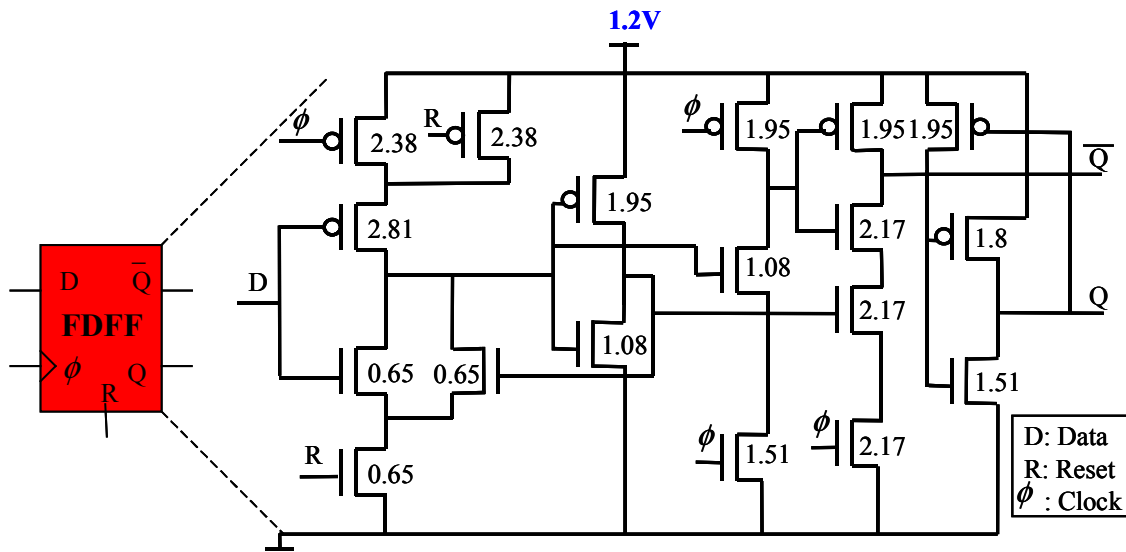 1.2V
ϕ
2.38
R
2.38
ϕ
1.95
1.95
1.95
Q̅
2.81
1.95
2.17
1.8
D
Q̅
FDFF
ϕ
Q
R
D
1.08
2.17
Q
0.65
0.65
1.08
1.51
R
0.65
ϕ
1.51
ϕ
2.17
D: Data
R: Reset
ϕ : Clock